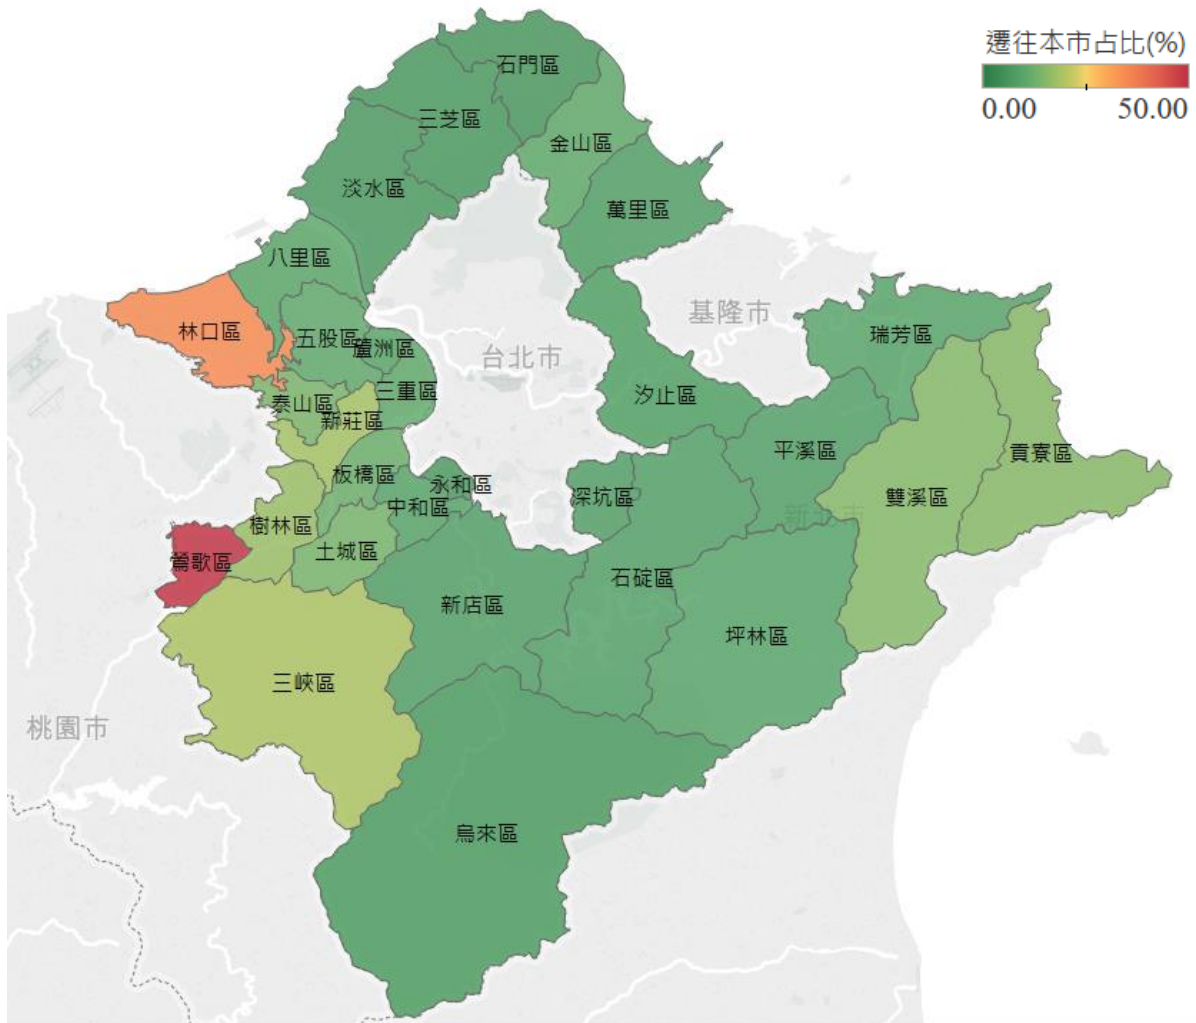 遷往本市占比(%)
0.00 50.00
石門區
三芝區
金山區
淡水區
萬里區
八里區
基隆市
林口區
五股區
蘆洲區
瑞芳區
台北市
三重區
汐止區
泰山區
新莊區
平溪區
貢寮區
板橋區
永和區
深坑區
雙溪區
中和區
新北市
樹林區
土城區
鶯歌區
石碇區
新店區
坪林區
三峽區
桃園市
烏來區